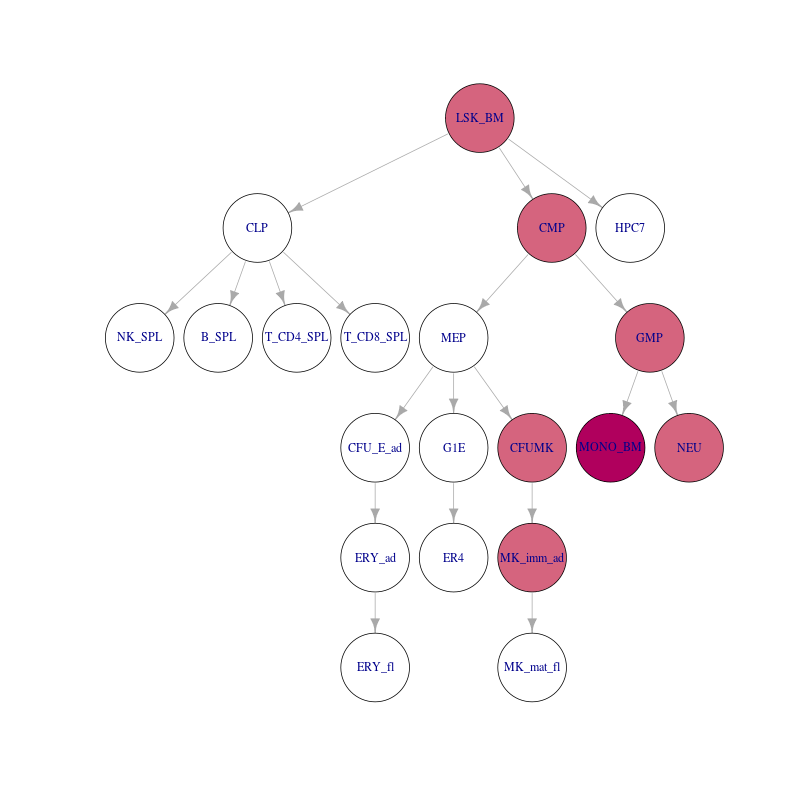 LSK_BM
CLP
CMP
HPC7
NK_SPL
B_SPL
T_CD4_SPL
T_CD8_SPL
MEP
GMP
CFU_E_ad
G1E
CFUMK
MONO_BM
NEU
ERY_ad
ER4
MK_imm_ad
ERY_fl
MK_mat_fl